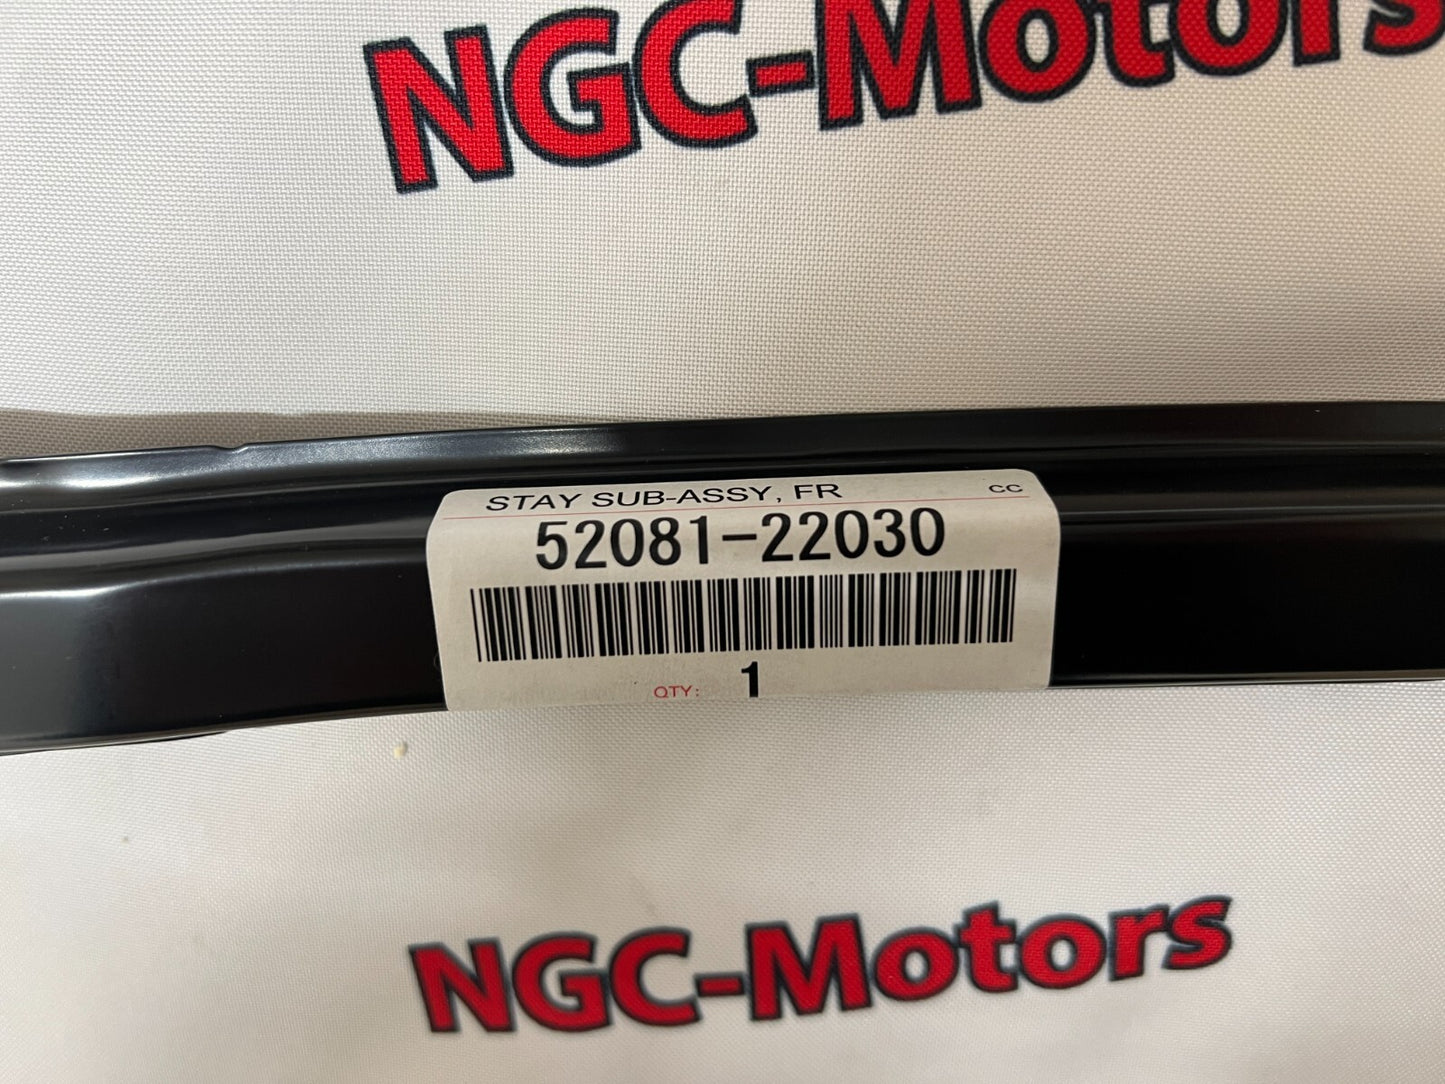 NGC-Motors
STAY SUB-ASSY, FR CC
52081-22030
QTY: 1
NGC-Motors